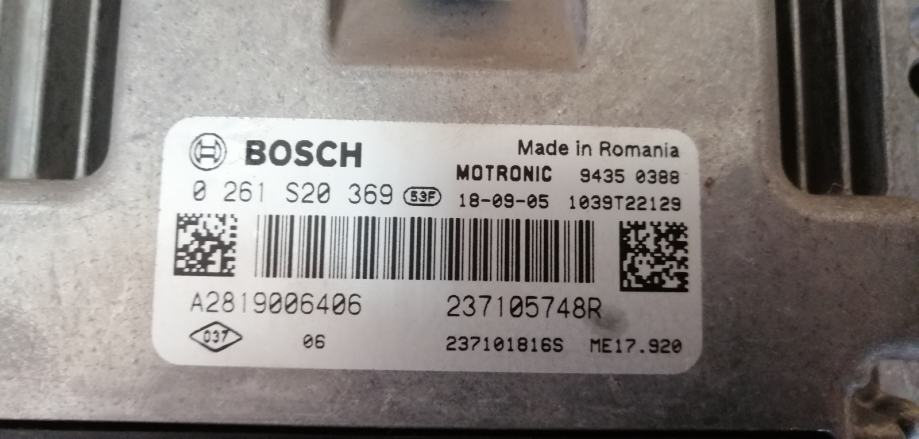 BOSCH
Made in Romania
MOTRONIC 9435 0388
0 261 S20 369 53F 18-09-05 1039T22129
A2819006406 237105748R
037 06 237101816S ME17.920